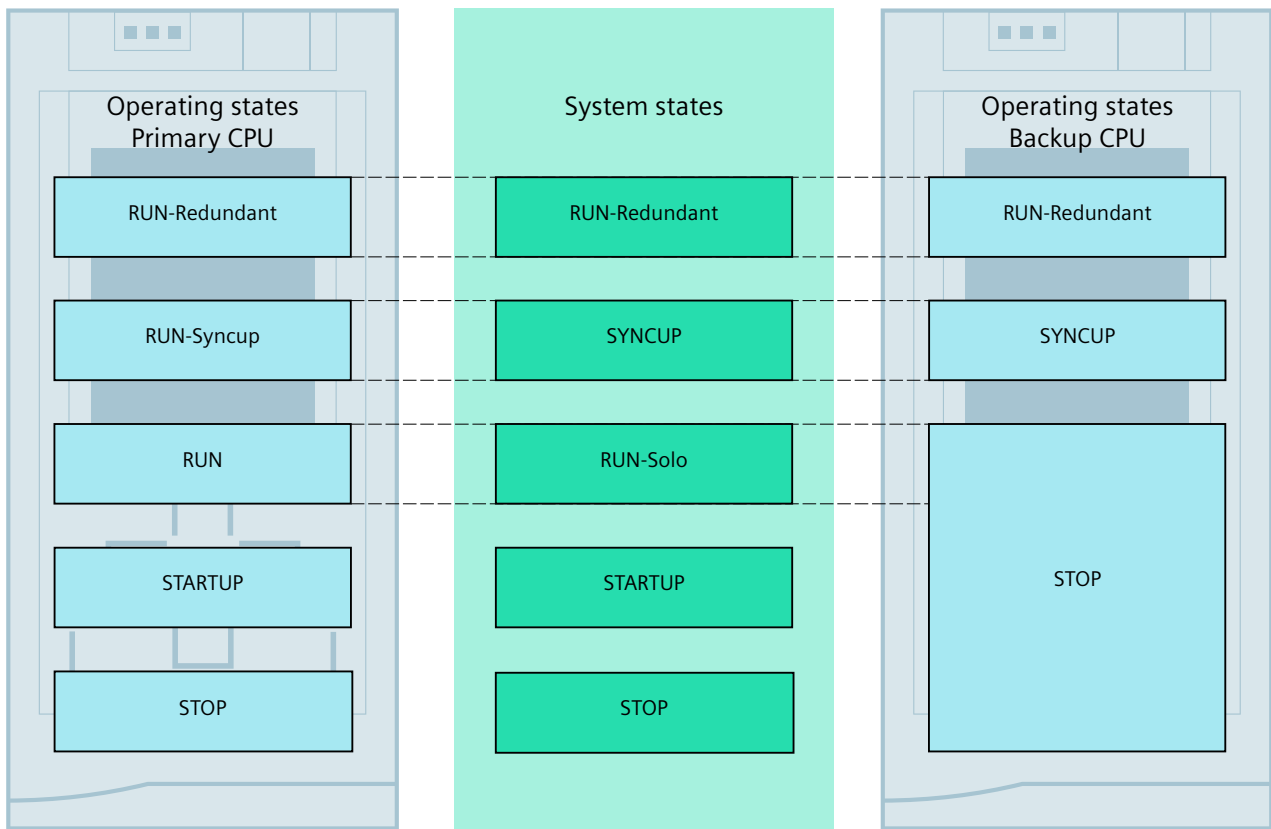 Operating states
Primary CPU
System states
Operating states
Backup CPU
RUN-Redundant
RUN-Redundant
RUN-Redundant
RUN-Syncup
SYNCUP
SYNCUP
RUN
RUN-Solo
STARTUP
STARTUP
STOP
STOP
STOP